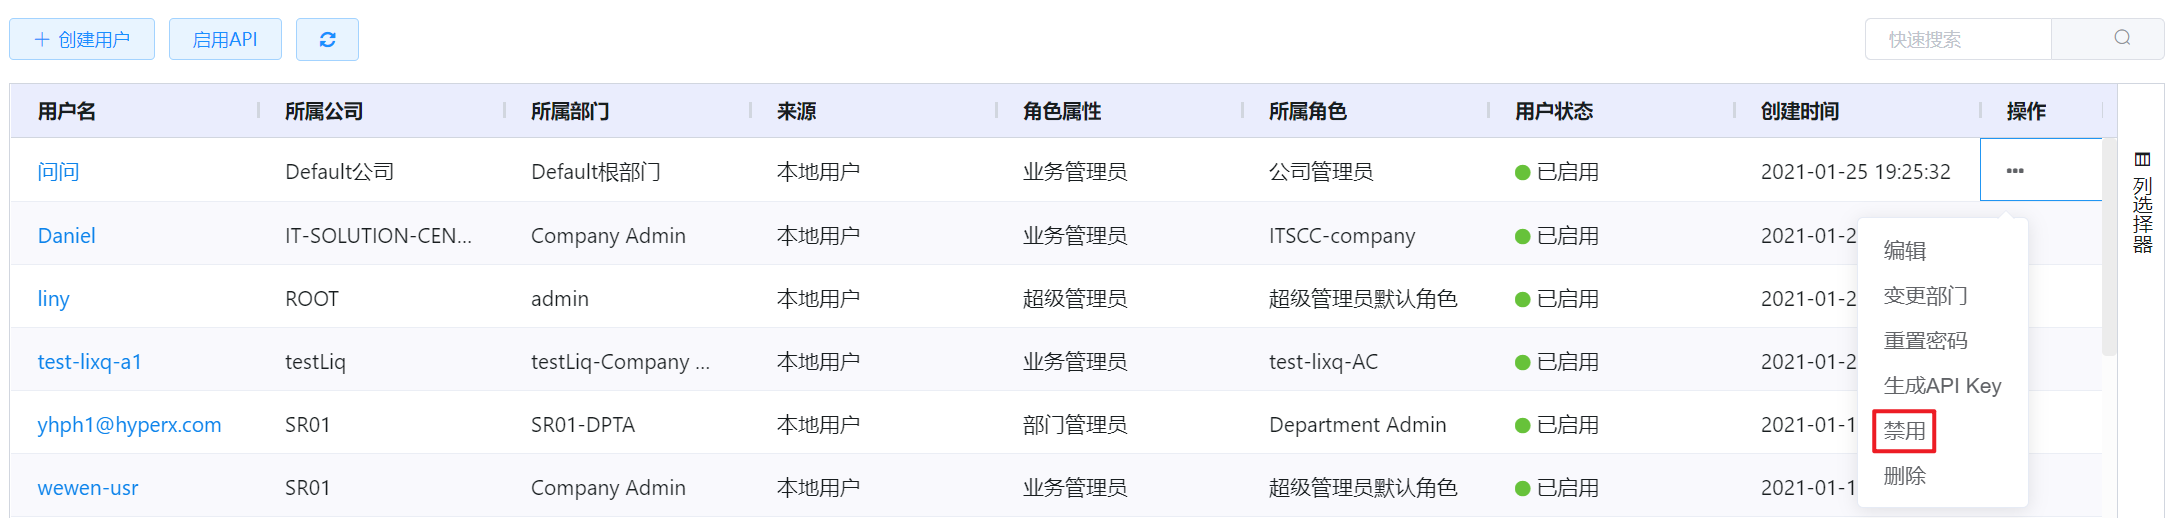 + 创建用户 启用API 快速搜索
用户名 所属公司 所属部门 来源 角色属性 所属角色 用户状态 创建时间 操作
问问 Default公司 Default根部门 本地用户 业务管理员 公司管理员 已启用 2021-01-25 19:25:32 •••
Daniel IT-SOLUTION-CEN... Company Admin 本地用户 业务管理员 ITSCC-company 已启用 2021-01-2
liny ROOT admin 本地用户 超级管理员 超级管理员默认角色 已启用 2021-01-2
test-lixq-a1 testLiq testLiq-Company ... 本地用户 业务管理员 test-lixq-AC 已启用 2021-01-2
yhph1@hyperx.com SR01 SR01-DPTA 本地用户 部门管理员 Department Admin 已启用 2021-01-1
wewen-usr SR01 Company Admin 本地用户 业务管理员 超级管理员默认角色 已启用 2021-01-1
编辑
变更部门
重置密码
生成API Key
禁用
删除
列选择器